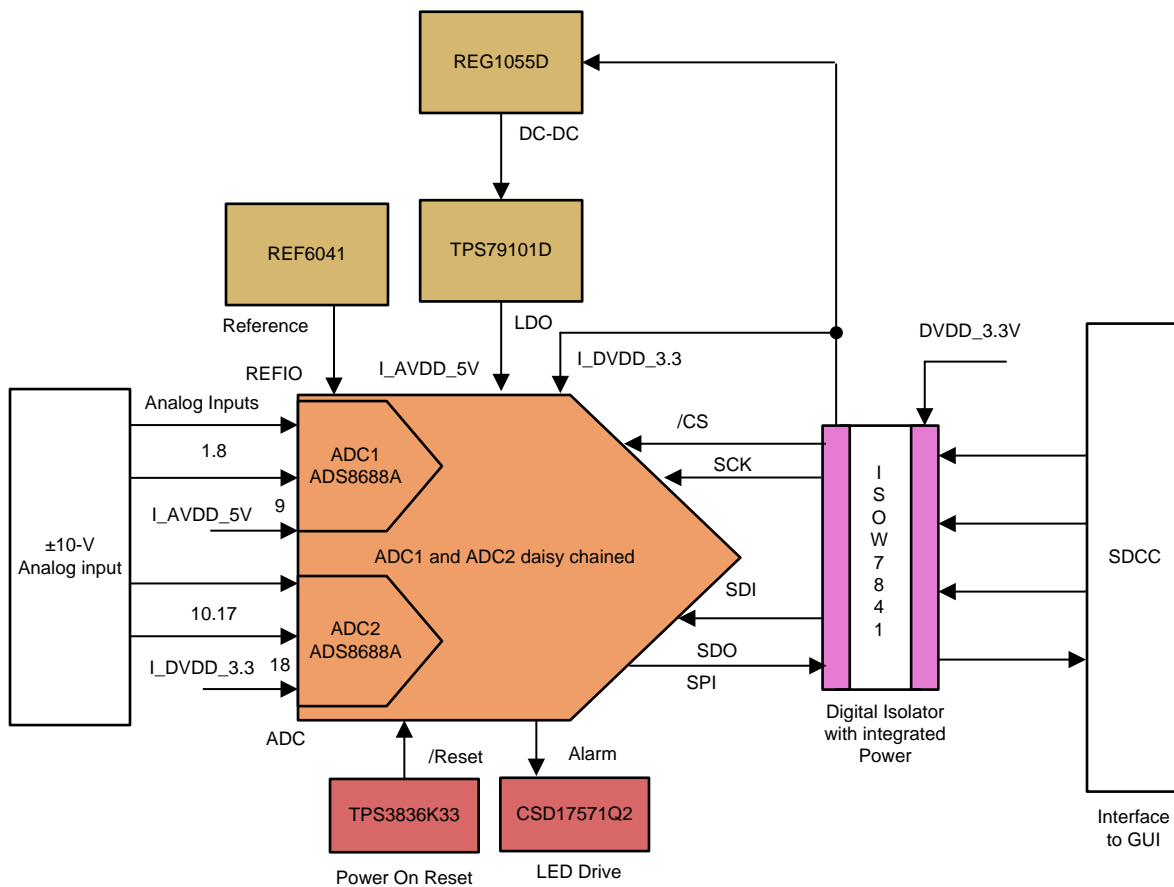 REG1055D
DC-DC
REF6041
TPS79101D
Reference
LDO
DVDD_3.3V
I_AVDD_5V
I_DVDD_3.3
REFIO
Analog Inputs
/CS
1.8
ADC1
ADS8688A
SCK
I_AVDD_5V
9
±10-V
Analog input
ADC1 and ADC2 daisy chained
I
S
O
W
7
8
4
1
SDCC
SDI
10.17
ADC2
ADS8688A
SDO
I_DVDD_3.3
18
SPI
ADC
Digital Isolator
with integrated
Power
/Reset
Alarm
TPS3836K33
CSD17571Q2
Interface
to GUI
Power On Reset
LED Drive